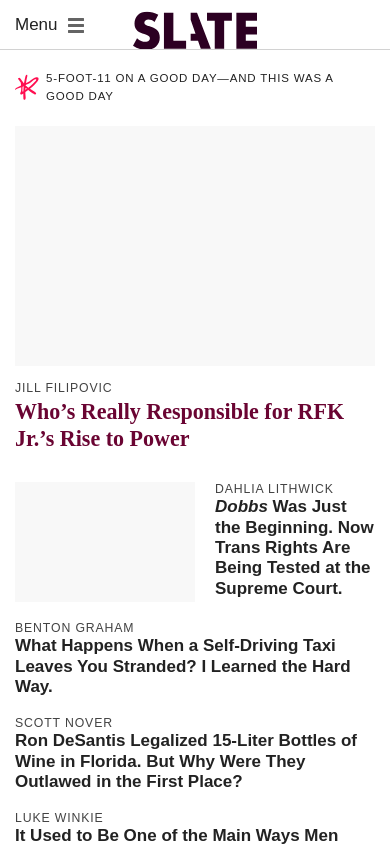 Menu
SLATE
5-FOOT-11 ON A GOOD DAY—AND THIS WAS A
GOOD DAY
JILL FILIPOVIC
Who’s Really Responsible for RFK
Jr.’s Rise to Power
DAHLIA LITHWICK
Dobbs Was Just
the Beginning. Now
Trans Rights Are
Being Tested at the
Supreme Court.
BENTON GRAHAM
What Happens When a Self-Driving Taxi
Leaves You Stranded? I Learned the Hard
Way.
SCOTT NOVER
Ron DeSantis Legalized 15-Liter Bottles of
Wine in Florida. But Why Were They
Outlawed in the First Place?
LUKE WINKIE
It Used to Be One of the Main Ways Men